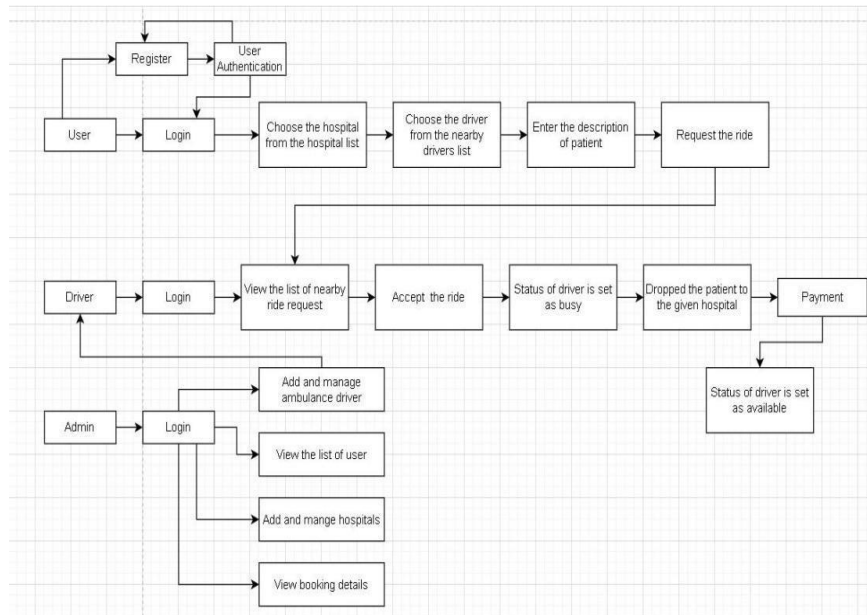 Register
User
Authentication
User
Login
Choose the hospital
from the hospital list
Choose the driver
from the nearby
drivers list
Enter the description
of patient
Request the ride
Driver
Login
View the list of nearby
ride request
Accept the ride
Status of driver is set
as busy
Dropped the patient to
the given hospital
Payment
Add and manage
ambulance driver
Status of driver is set
as available
Admin
Login
View the list of user
Add and mange hospitals
View booking details